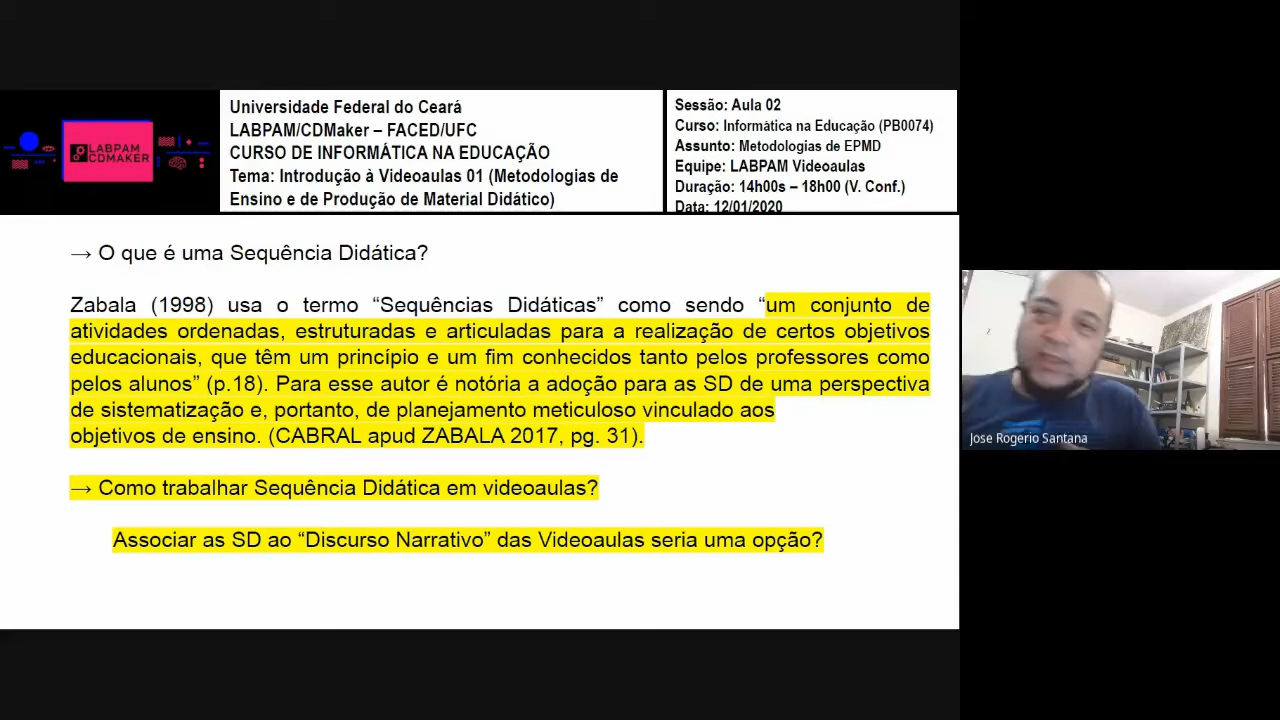 LABPAM
CDMAKER
Universidade Federal do Ceará
LABPAM/CDMaker – FACED/UFC
CURSO DE INFORMÁTICA NA EDUCAÇÃO
Tema: Introdução à Videoaulas 01 (Metodologias de
Ensino e de Produção de Material Didático)
Sessão: Aula 02
Curso: Informática na Educação (PB0074)
Assunto: Metodologias de EPMD
Equipe: LABPAM Videoaulas
Duração: 14h00s – 18h00 (V. Conf.)
Data: 12/01/2020
→ O que é uma Sequência Didática?
Zabala (1998) usa o termo “Sequências Didáticas” como sendo “um conjunto de
atividades ordenadas, estruturadas e articuladas para a realização de certos objetivos
educacionais, que têm um princípio e um fim conhecidos tanto pelos professores como
pelos alunos” (p.18). Para esse autor é notória a adoção para as SD de uma perspectiva
de sistematização e, portanto, de planejamento meticuloso vinculado aos
objetivos de ensino. (CABRAL apud ZABALA 2017, pg. 31).
→ Como trabalhar Sequência Didática em videoaulas?
Associar as SD ao “Discurso Narrativo” das Videoaulas seria uma opção?
Jose Rogerio Santana